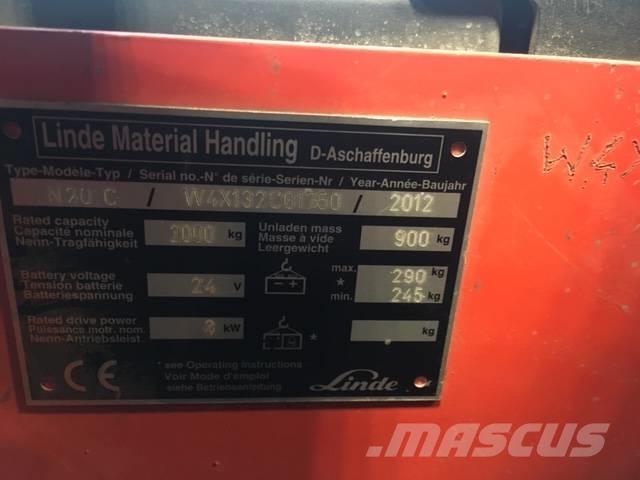 Linde Material Handling D-Aschaffenburg
Type-Modèle-Typ / Serial no.-N° de série-Serien-Nr / Year-Année-Baujahr
N20 C / / 2012
Rated capacity
Capacité nominale
Nenn-Tragfähigkeit
kg
Unladen mass
Masse à vide
Leergewicht
900 kg
Battery voltage
Tension batterie
Batteriespannung
24 V
- +
max. 290 kg
*
min. 245 kg
Rated drive power
Puissance motr. nom.
Nenn-Antriebsleist.
3 kW
*
kg
* see Operating instructions
Voir Mode d'emploi
siehe Betriebsanleitung
CE
Linde
W4X
MASCUS